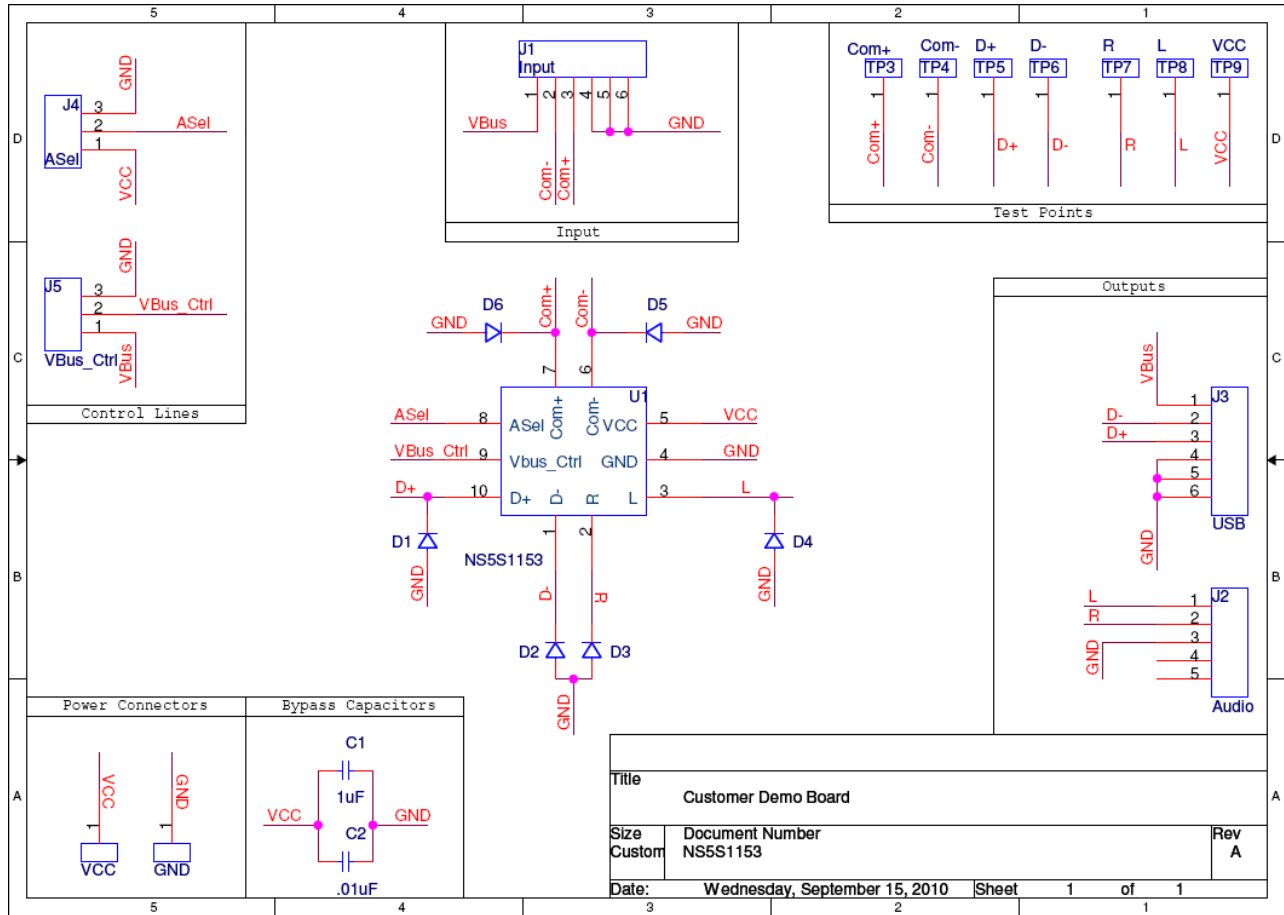 5 4 3 2 1
D
C
B
A
D
C
B
A
J4
ASel
3
2
1
GND
ASel
VCC
J5
VBus_Ctrl
3
2
1
GND
VBus_Ctrl
VBus
Control Lines
J1
Input
1 2 3 4 5 6
VBus
Com-
Com+
GND
Input
Com+ Com- D+ D- R L VCC
TP3 TP4 TP5 TP6 TP7 TP8 TP9
1 1 1 1 1 1 1
Com+ Com- D+ D- R L VCC
Test Points
D6
GND
Com+
Com-
D5
GND
7
6
U1
ASel 8 ASel
Com+
Com-
VCC 5 VCC
VBus_Ctrl 9 Vbus_Ctrl
GND 4 GND
D+ 10 D+
D-
R
L 3 L
1
2
NS5S1153
D1
GND
D4
GND
D-
R
D2
D3
GND
Outputs
VBus
J3
1
D- 2
D+ 3
4
5
6
USB
GND
J2
L 1
R 2
3
4
5
GND
Audio
Power Connectors
VCC
GND
1
1
VCC
GND
Bypass Capacitors
C1
1uF
VCC
GND
C2
.01uF
Title
Customer Demo Board
Size
Custom
Document Number
NS5S1153
Rev
A
Date: Wednesday, September 15, 2010 Sheet 1 of 1
5 4 3 2 1